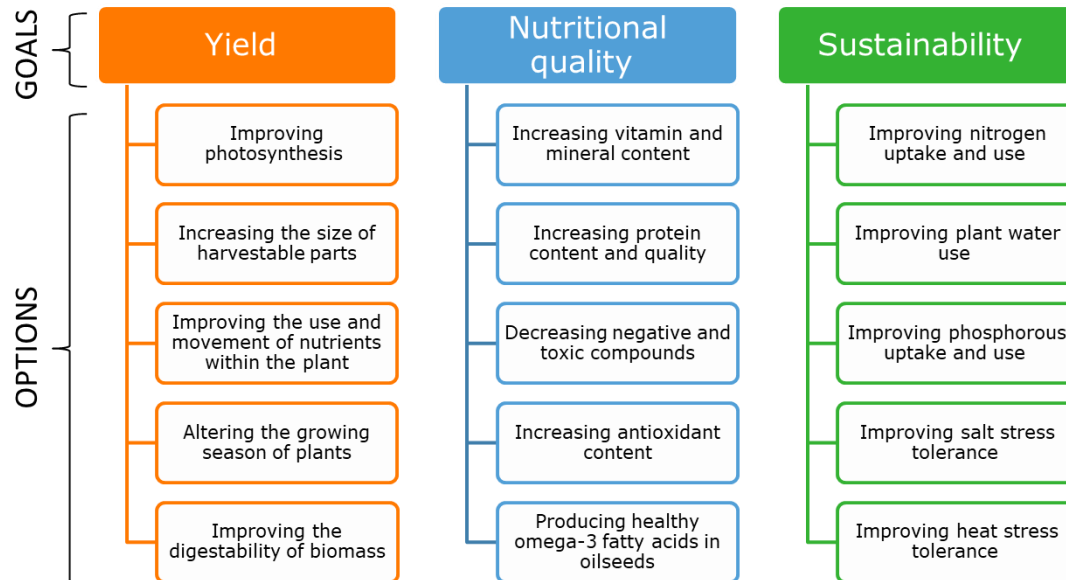 GOALS
Yield
Nutritional
quality
Sustainability
OPTIONS
Improving
photosynthesis
Increasing the size of
harvestable parts
Improving the use and
movement of nutrients
within the plant
Altering the growing
season of plants
Improving the
digestability of biomass
Increasing vitamin and
mineral content
Increasing protein
content and quality
Decreasing negative and
toxic compounds
Increasing antioxidant
content
Producing healthy
omega-3 fatty acids in
oilseeds
Improving nitrogen
uptake and use
Improving plant water
use
Improving phosphorous
uptake and use
Improving salt stress
tolerance
Improving heat stress
tolerance